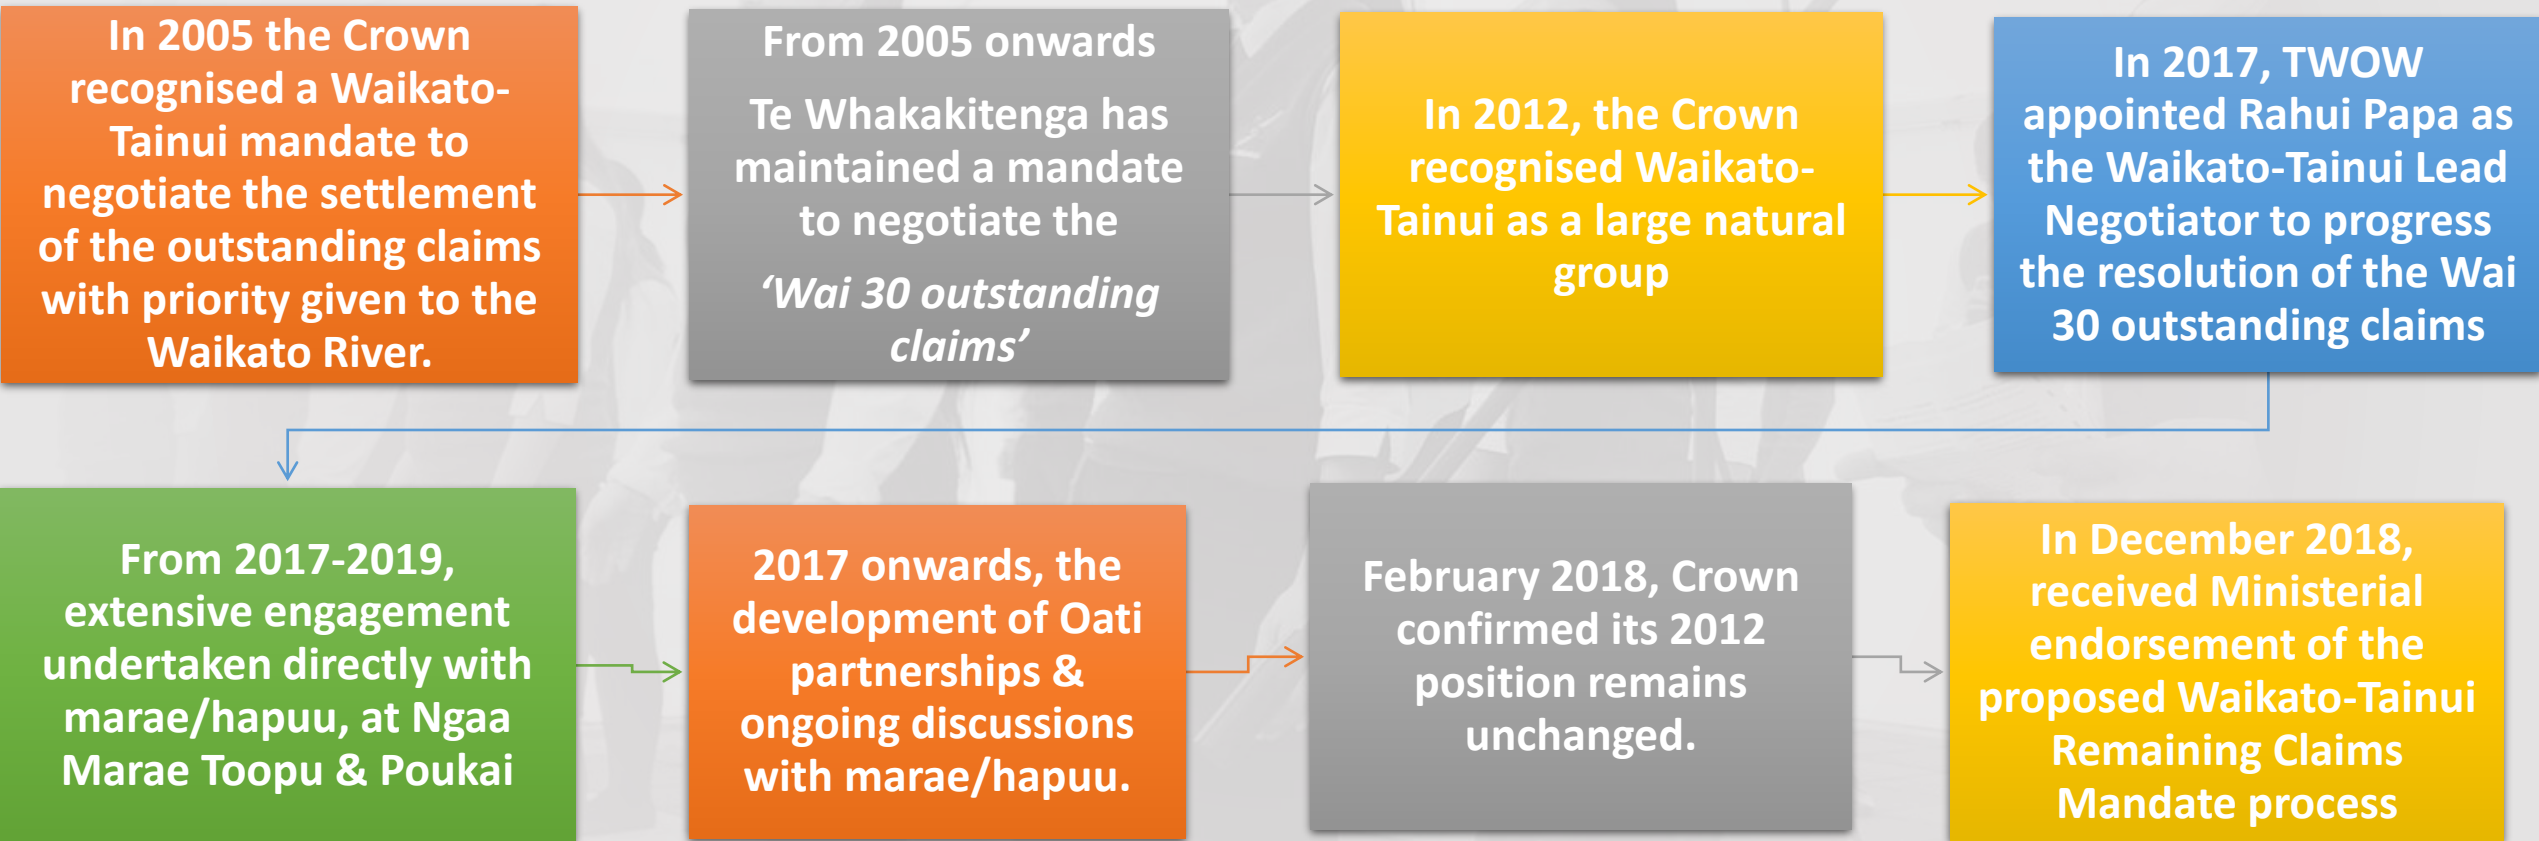 In 2005 the Crown
recognised a Waikato-
Tainui mandate to
negotiate the settlement
of the outstanding claims
with priority given to the
Waikato River.
From 2005 onwards
Te Whakakitenga has
maintained a mandate
to negotiate the
‘Wai 30 outstanding
claims’
In 2012, the Crown
recognised Waikato-
Tainui as a large natural
group
In 2017, TWOW
appointed Rahui Papa as
the Waikato-Tainui Lead
Negotiator to progress
the resolution of the Wai
30 outstanding claims
From 2017-2019,
extensive engagement
undertaken directly with
marae/hapuu, at Ngaa
Marae Toopu & Poukai
2017 onwards, the
development of Oati
partnerships &
ongoing discussions
with marae/hapuu.
February 2018, Crown
confirmed its 2012
position remains
unchanged.
In December 2018,
received Ministerial
endorsement of the
proposed Waikato-Tainui
Remaining Claims
Mandate process